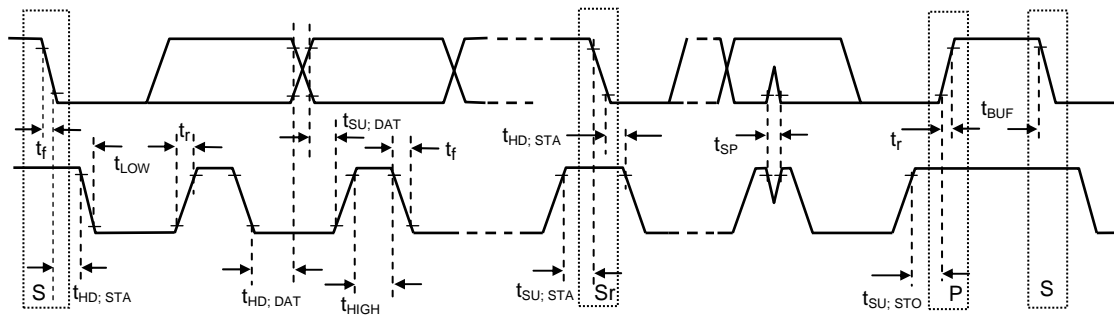 tf
tLOW
tr
tSU; DAT
tf
tHD; STA
tSP
tr
tBUF
S
tHD; STA
tHD; DAT
tHIGH
tSU; STA
Sr
tSU; STO
P
S